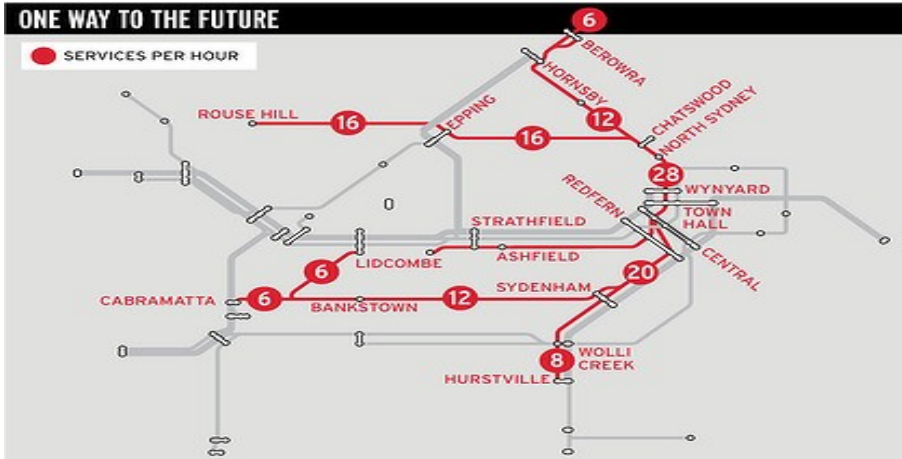 ONE WAY TO THE FUTURE
6
SERVICES PER HOUR
BEROWRA
HORNSBY
ROUSE HILL
16
EPPING
12
CHATSWOOD
16
NORTH SYDNEY
28
WYNYARD
REDFERN
TOWN
HALL
STRATHFIELD
CENTRAL
LIDCOMBE
ASHFIELD
6
20
CABRAMATTA
6
BANKSTOWN
12
SYDENHAM
8
WOLLI
CREEK
HURSTVILLE